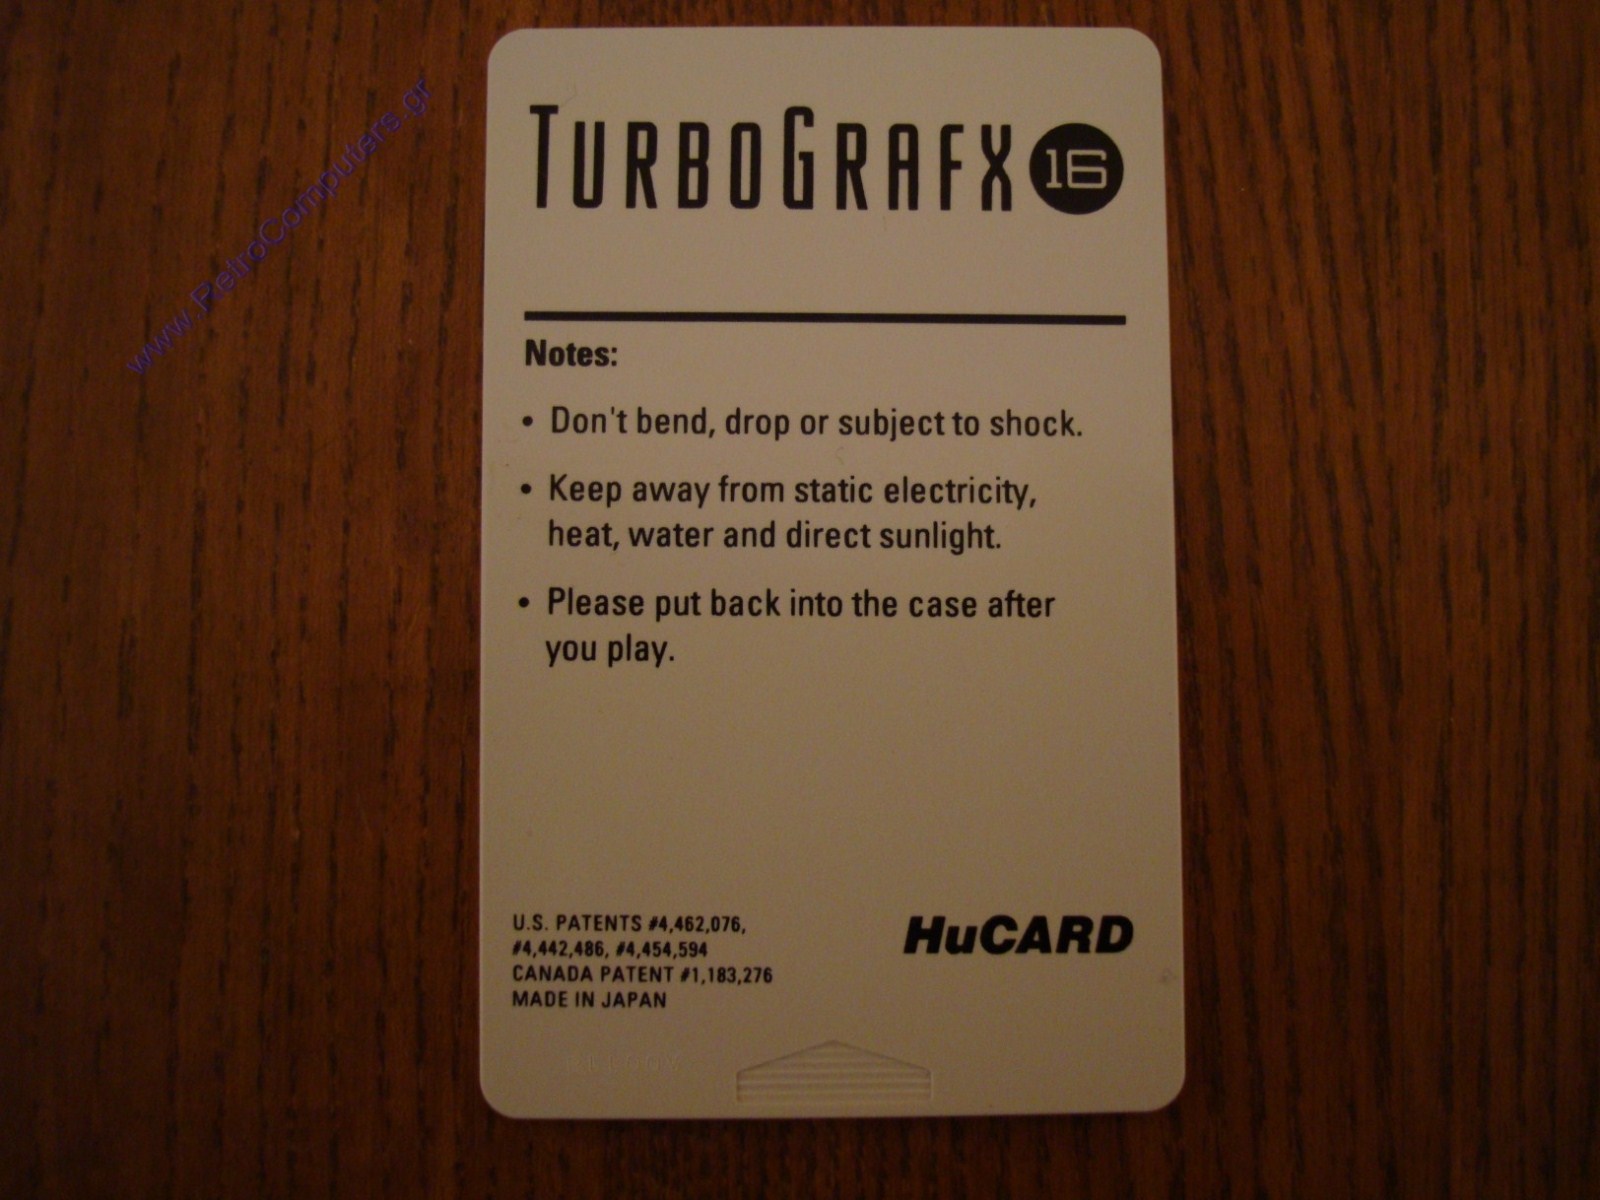 www.RetroComputers.gr
TURBOGRAFX 16
Notes:
• Don't bend, drop or subject to shock.
• Keep away from static electricity,
heat, water and direct sunlight.
• Please put back into the case after
you play.
U.S. PATENTS #4,462,076,
#4,442,486, #4,454,594
CANADA PATENT #1,183,276
MADE IN JAPAN
HuCARD